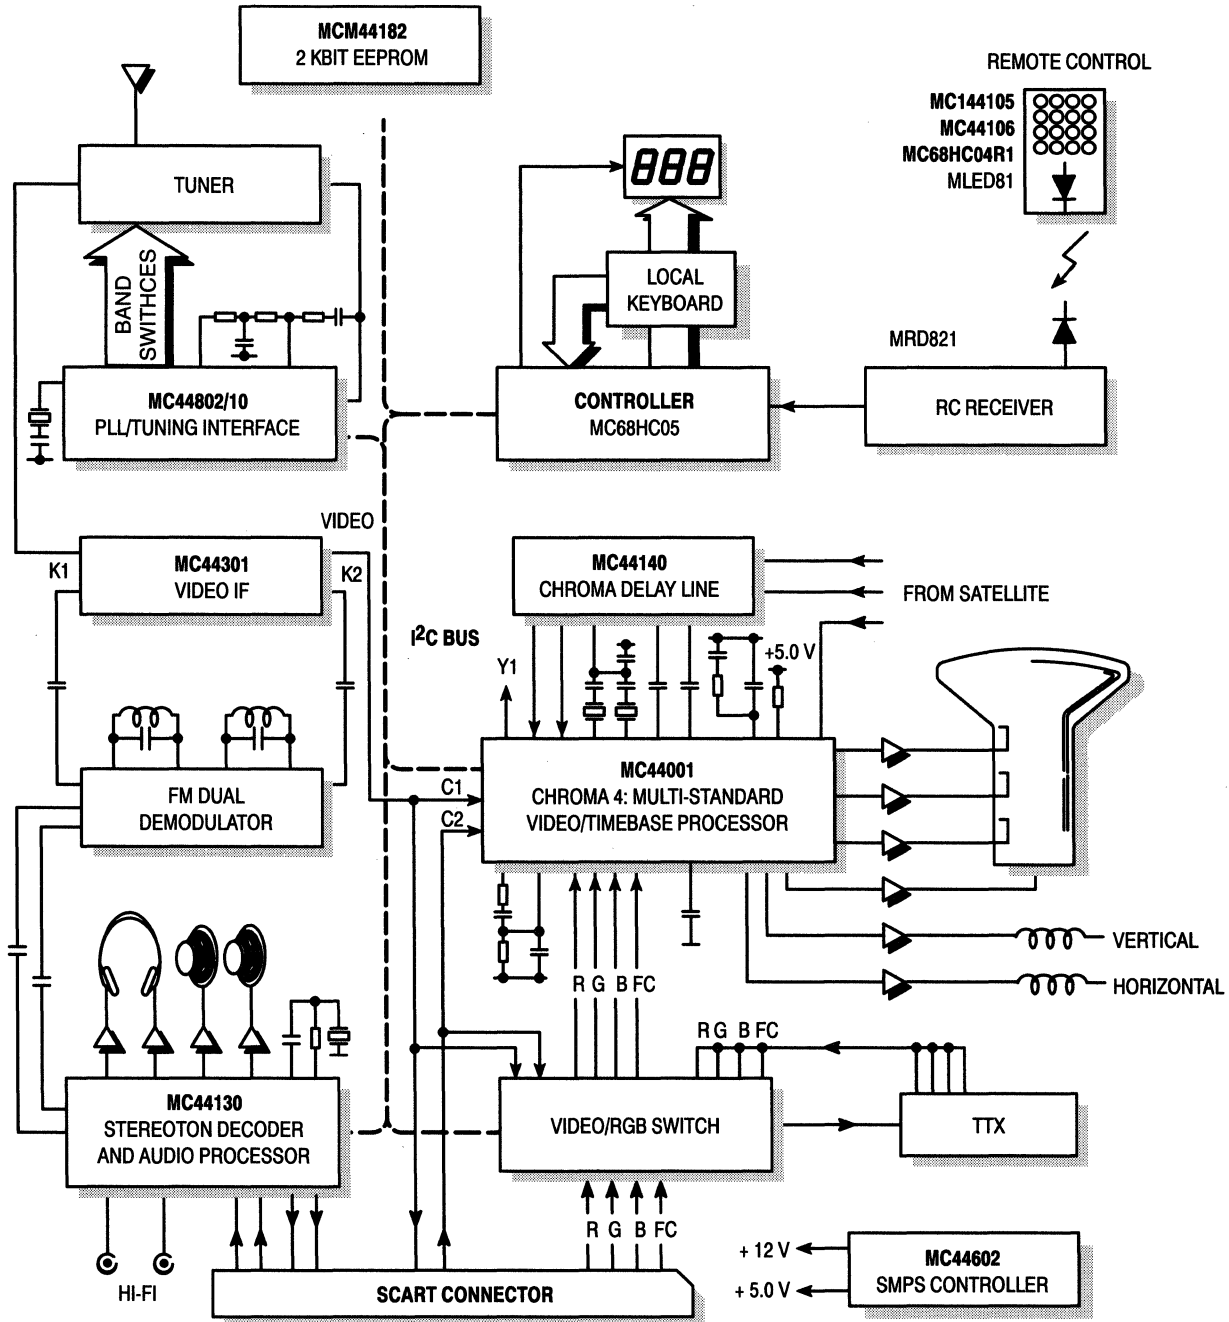 MCM44182
2 KBIT EEPROM
REMOTE CONTROL
MC144105
MC44106
MC68HC04R1
MLED81
888
TUNER
BAND
SWITHCES
LOCAL
KEYBOARD
MRD821
MC44802/10
PLL/TUNING INTERFACE
CONTROLLER
MC68HC05
RC RECEIVER
VIDEO
K1
MC44301
VIDEO IF
K2
MC44140
CHROMA DELAY LINE
FROM SATELLITE
I²C BUS
Y1
+5.0 V
FM DUAL
DEMODULATOR
C1
C2
MC44001
CHROMA 4: MULTI-STANDARD
VIDEO/TIMEBASE PROCESSOR
VERTICAL
HORIZONTAL
R G B FC
R G B FC
MC44130
STEREOTON DECODER
AND AUDIO PROCESSOR
VIDEO/RGB SWITCH
TTX
R G B FC
HI-FI
SCART CONNECTOR
+ 12 V
+ 5.0 V
MC44602
SMPS CONTROLLER